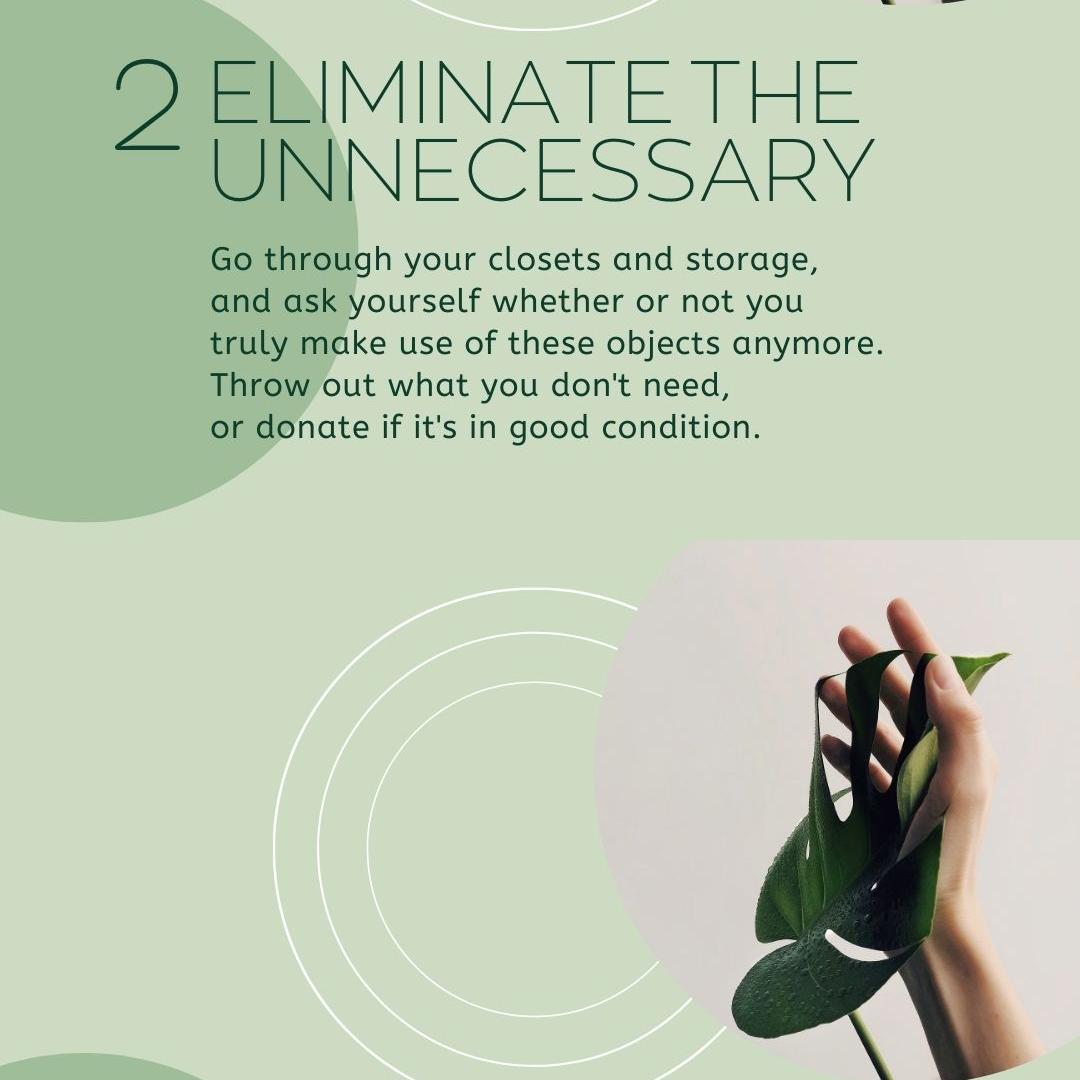 2 ELIMINATE THE
UNNECESSARY
Go through your closets and storage,
and ask yourself whether or not you
truly make use of these objects anymore.
Throw out what you don't need,
or donate if it's in good condition.